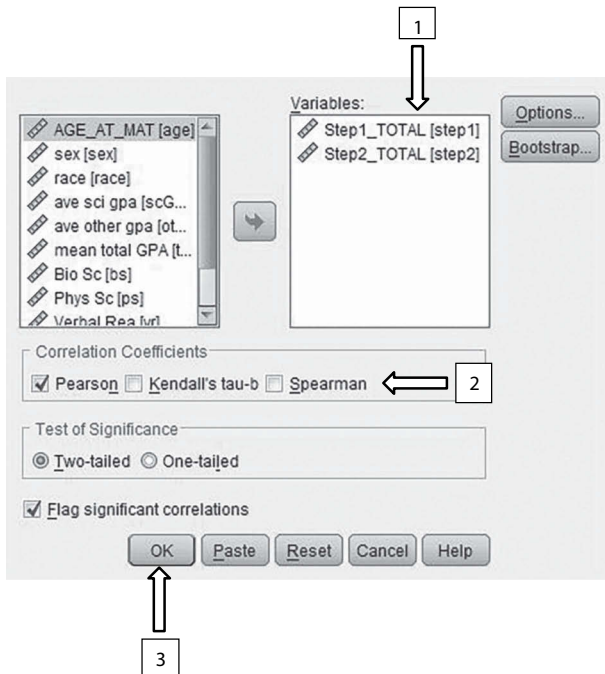 1
Variables:
AGE_AT_MAT [age]
sex [sex]
race [race]
ave sci gpa [scG...
ave other gpa [ot...
mean total GPA [t...
Bio Sc [bs]
Phys Sc [ps]
Verbal Rea [vr]
Step1_TOTAL [step1]
Step2_TOTAL [step2]
Options...
Bootstrap...
Correlation Coefficients
Pearson Kendall's tau-b Spearman
2
Test of Significance
Two-tailed One-tailed
Flag significant correlations
OK Paste Reset Cancel Help
3